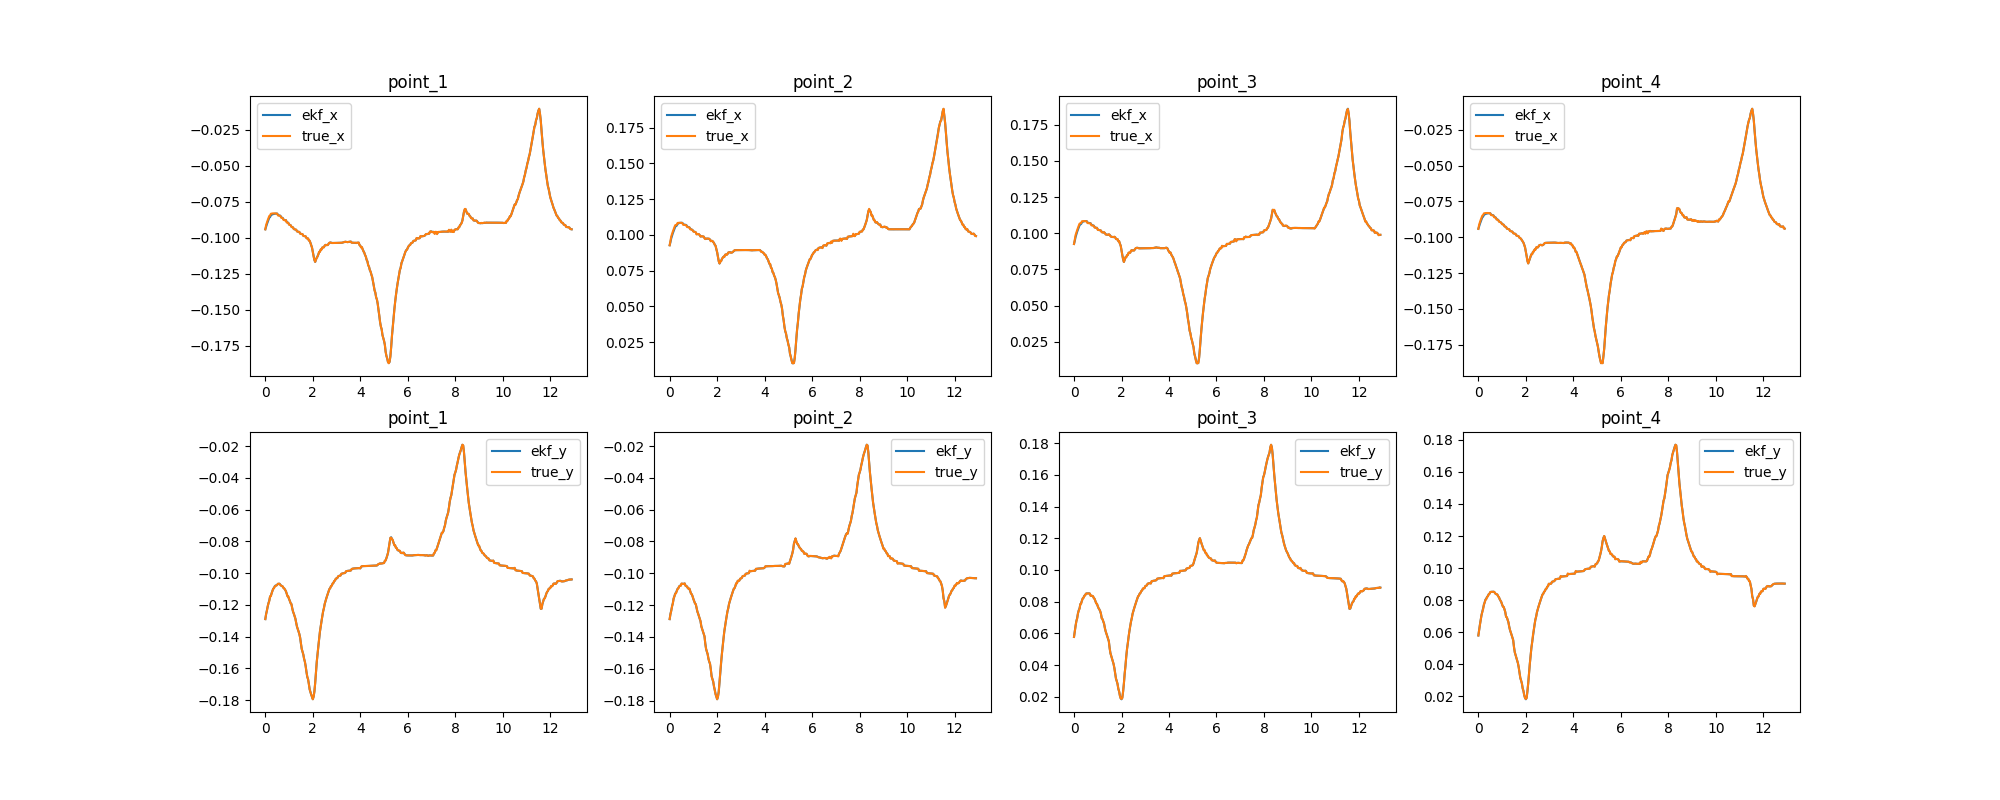 point_1
ekf_x
true_x
−0.025
−0.050
−0.075
−0.100
−0.125
−0.150
−0.175
0 2 4 6 8 10 12
point_2
ekf_x
true_x
0.175
0.150
0.125
0.100
0.075
0.050
0.025
0 2 4 6 8 10 12
point_3
ekf_x
true_x
0.175
0.150
0.125
0.100
0.075
0.050
0.025
0 2 4 6 8 10 12
point_4
ekf_x
true_x
−0.025
−0.050
−0.075
−0.100
−0.125
−0.150
−0.175
0 2 4 6 8 10 12
point_1
ekf_y
true_y
−0.02
−0.04
−0.06
−0.08
−0.10
−0.12
−0.14
−0.16
−0.18
0 2 4 6 8 10 12
point_2
ekf_y
true_y
−0.02
−0.04
−0.06
−0.08
−0.10
−0.12
−0.14
−0.16
−0.18
0 2 4 6 8 10 12
point_3
ekf_y
true_y
0.18
0.16
0.14
0.12
0.10
0.08
0.06
0.04
0.02
0 2 4 6 8 10 12
point_4
ekf_y
true_y
0.18
0.16
0.14
0.12
0.10
0.08
0.06
0.04
0.02
0 2 4 6 8 10 12